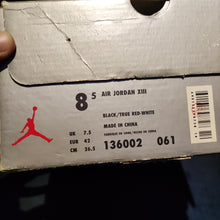 8 5 AIR JORDAN XIII
BLACK/TRUE RED-WHITE
MADE IN CHINA
UK 7.5
EUR 42
CM 26.5
136002 061